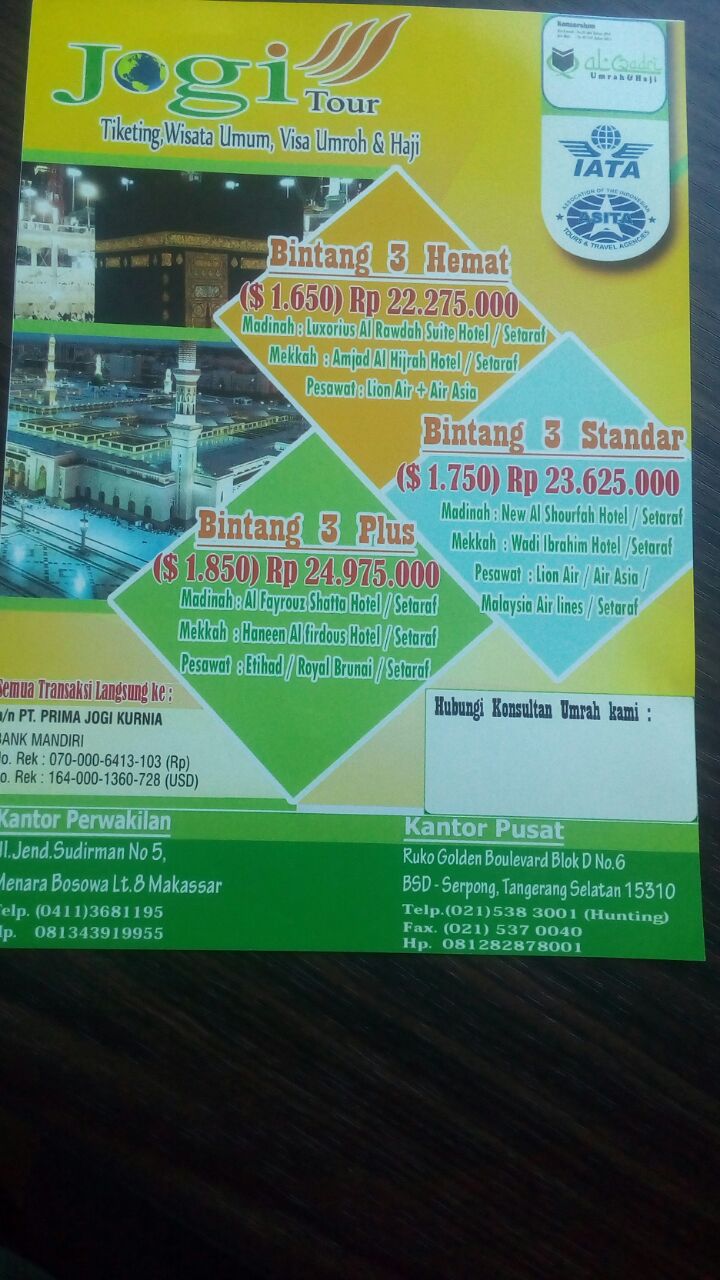 Jogi
Tour
Tiketing,Wisata Umum, Visa Umroh & Haji
Konsorsium
al-Qadri
Umrah&Haji
IATA
ASSOCIATION OF THE INDONESIAN
ASITA
TOURS & TRAVEL AGENCIES
Bintang 3 Hemat
($ 1.650) Rp 22.275.000
Madinah : Luxorius Al Rawdah Suite Hotel / Setaraf
Mekkah : Amjad Al Hijrah Hotel / Setaraf
Pesawat : Lion Air + Air Asia
Bintang 3 Standar
($ 1.750) Rp 23.625.000
Madinah : New Al Shourfah Hotel / Setaraf
Mekkah : Wadi Ibrahim Hotel /Setaraf
Pesawat : Lion Air / Air Asia /
Malaysia Air lines / Setaraf
Bintang 3 Plus
($ 1.850) Rp 24.975.000
Madinah : Al Fayrouz Shatta Hotel / Setaraf
Mekkah : Haneen Al firdous Hotel / Setaraf
Pesawat : Etihad / Royal Brunai / Setaraf
Semua Transaksi Langsung ke :
a/n PT. PRIMA JOGI KURNIA
BANK MANDIRI
No. Rek : 070-000-6413-103 (Rp)
No. Rek : 164-000-1360-728 (USD)
Hubungi Konsultan Umrah kami :
Kantor Perwakilan
Jl.Jend.Sudirman No 5,
Menara Bosowa Lt.8 Makassar
Telp. (0411)3681195
Hp. 081343919955
Kantor Pusat
Ruko Golden Boulevard Blok D No.6
BSD - Serpong, Tangerang Selatan 15310
Telp.(021)538 3001 (Hunting)
Fax. (021) 537 0040
Hp. 081282878001